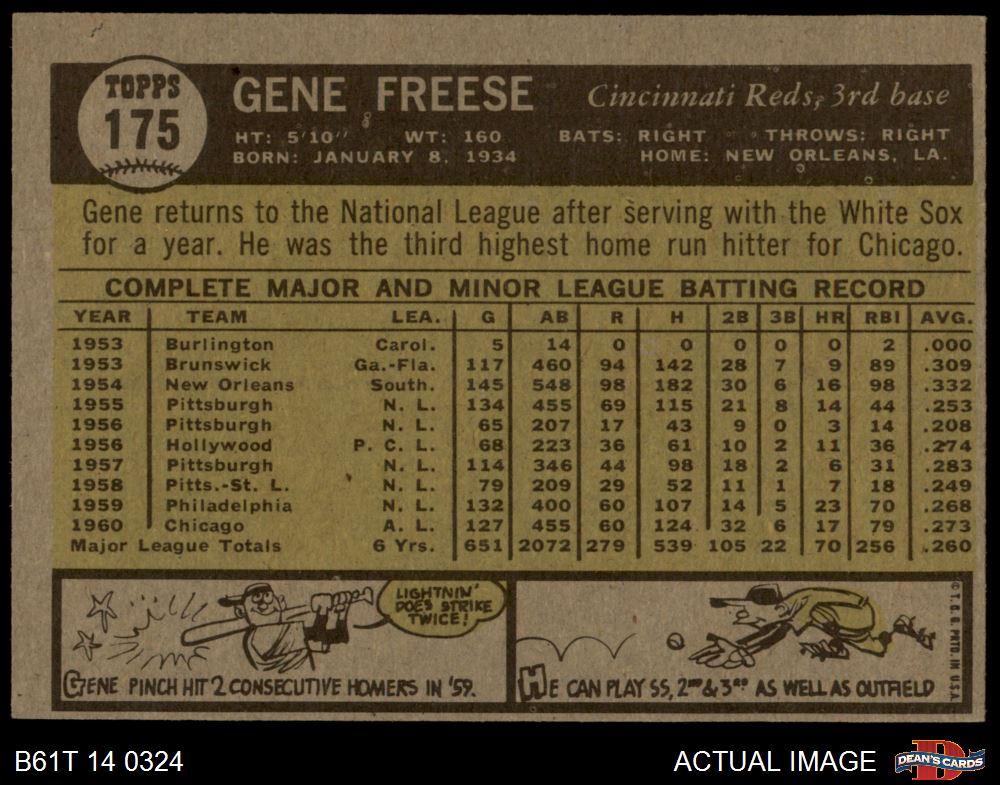 TOPPS
175
GENE FREESE Cincinnati Reds, 3rd base
HT: 5'10" WT: 160 BATS: RIGHT THROWS: RIGHT
BORN: JANUARY 8, 1934 HOME: NEW ORLEANS, LA.
Gene returns to the National League after serving with the White Sox
for a year. He was the third highest home run hitter for Chicago.
COMPLETE MAJOR AND MINOR LEAGUE BATTING RECORD
YEAR TEAM LEA. G AB R H 2B 3B HR RBI AVG.
1953 Burlington Carol. 5 14 0 0 0 0 0 2 .000
1953 Brunswick Ga.-Fla. 117 460 94 142 28 7 9 89 .309
1954 New Orleans South. 145 548 98 182 30 6 16 98 .332
1955 Pittsburgh N. L. 134 455 69 115 21 8 14 44 .253
1956 Pittsburgh N. L. 65 207 17 43 9 0 3 14 .208
1956 Hollywood P. C. L. 68 223 36 61 10 2 11 36 .274
1957 Pittsburgh N. L. 114 346 44 98 18 2 6 31 .283
1958 Pitts.-St. L. N. L. 79 209 29 52 11 1 7 18 .249
1959 Philadelphia N. L. 132 400 60 107 14 5 23 70 .268
1960 Chicago A. L. 127 455 60 124 32 6 17 79 .273
Major League Totals 6 Yrs. 651 2072 279 539 105 22 70 256 .260
LIGHTNIN'
DOES STRIKE
TWICE!
GENE PINCH HIT 2 CONSECUTIVE HOMERS IN '59.
HE CAN PLAY SS, 2ND & 3RD AS WELL AS OUTFIELD
© T. C. G. PRTD. IN U.S.A.
B61T 14 0324 ACTUAL IMAGE
DEAN'S CARDS